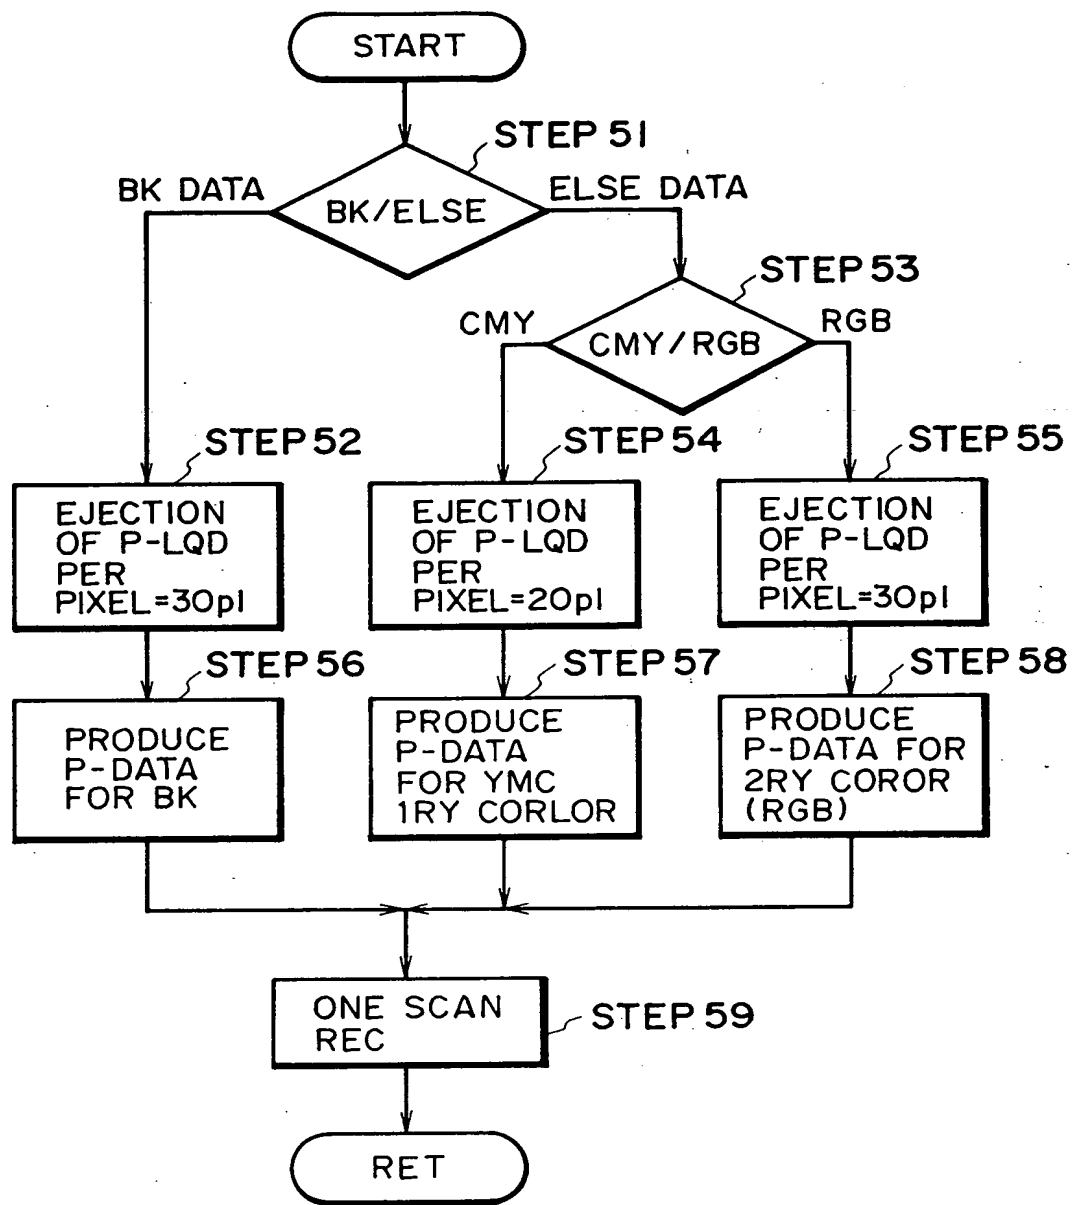 START
STEP 51
BK DATA
BK/ELSE
ELSE DATA
STEP 53
CMY
CMY/RGB
RGB
STEP 52
EJECTION
OF P-LQD
PER
PIXEL=30pl
STEP 54
EJECTION
OF P-LQD
PER
PIXEL=20pl
STEP 55
EJECTION
OF P-LQD
PER
PIXEL=30pl
STEP 56
PRODUCE
P-DATA
FOR BK
STEP 57
PRODUCE
P-DATA
FOR YMC
1RY CORLOR
STEP 58
PRODUCE
P-DATA FOR
2RY COROR
(RGB)
ONE SCAN
REC
STEP 59
RET